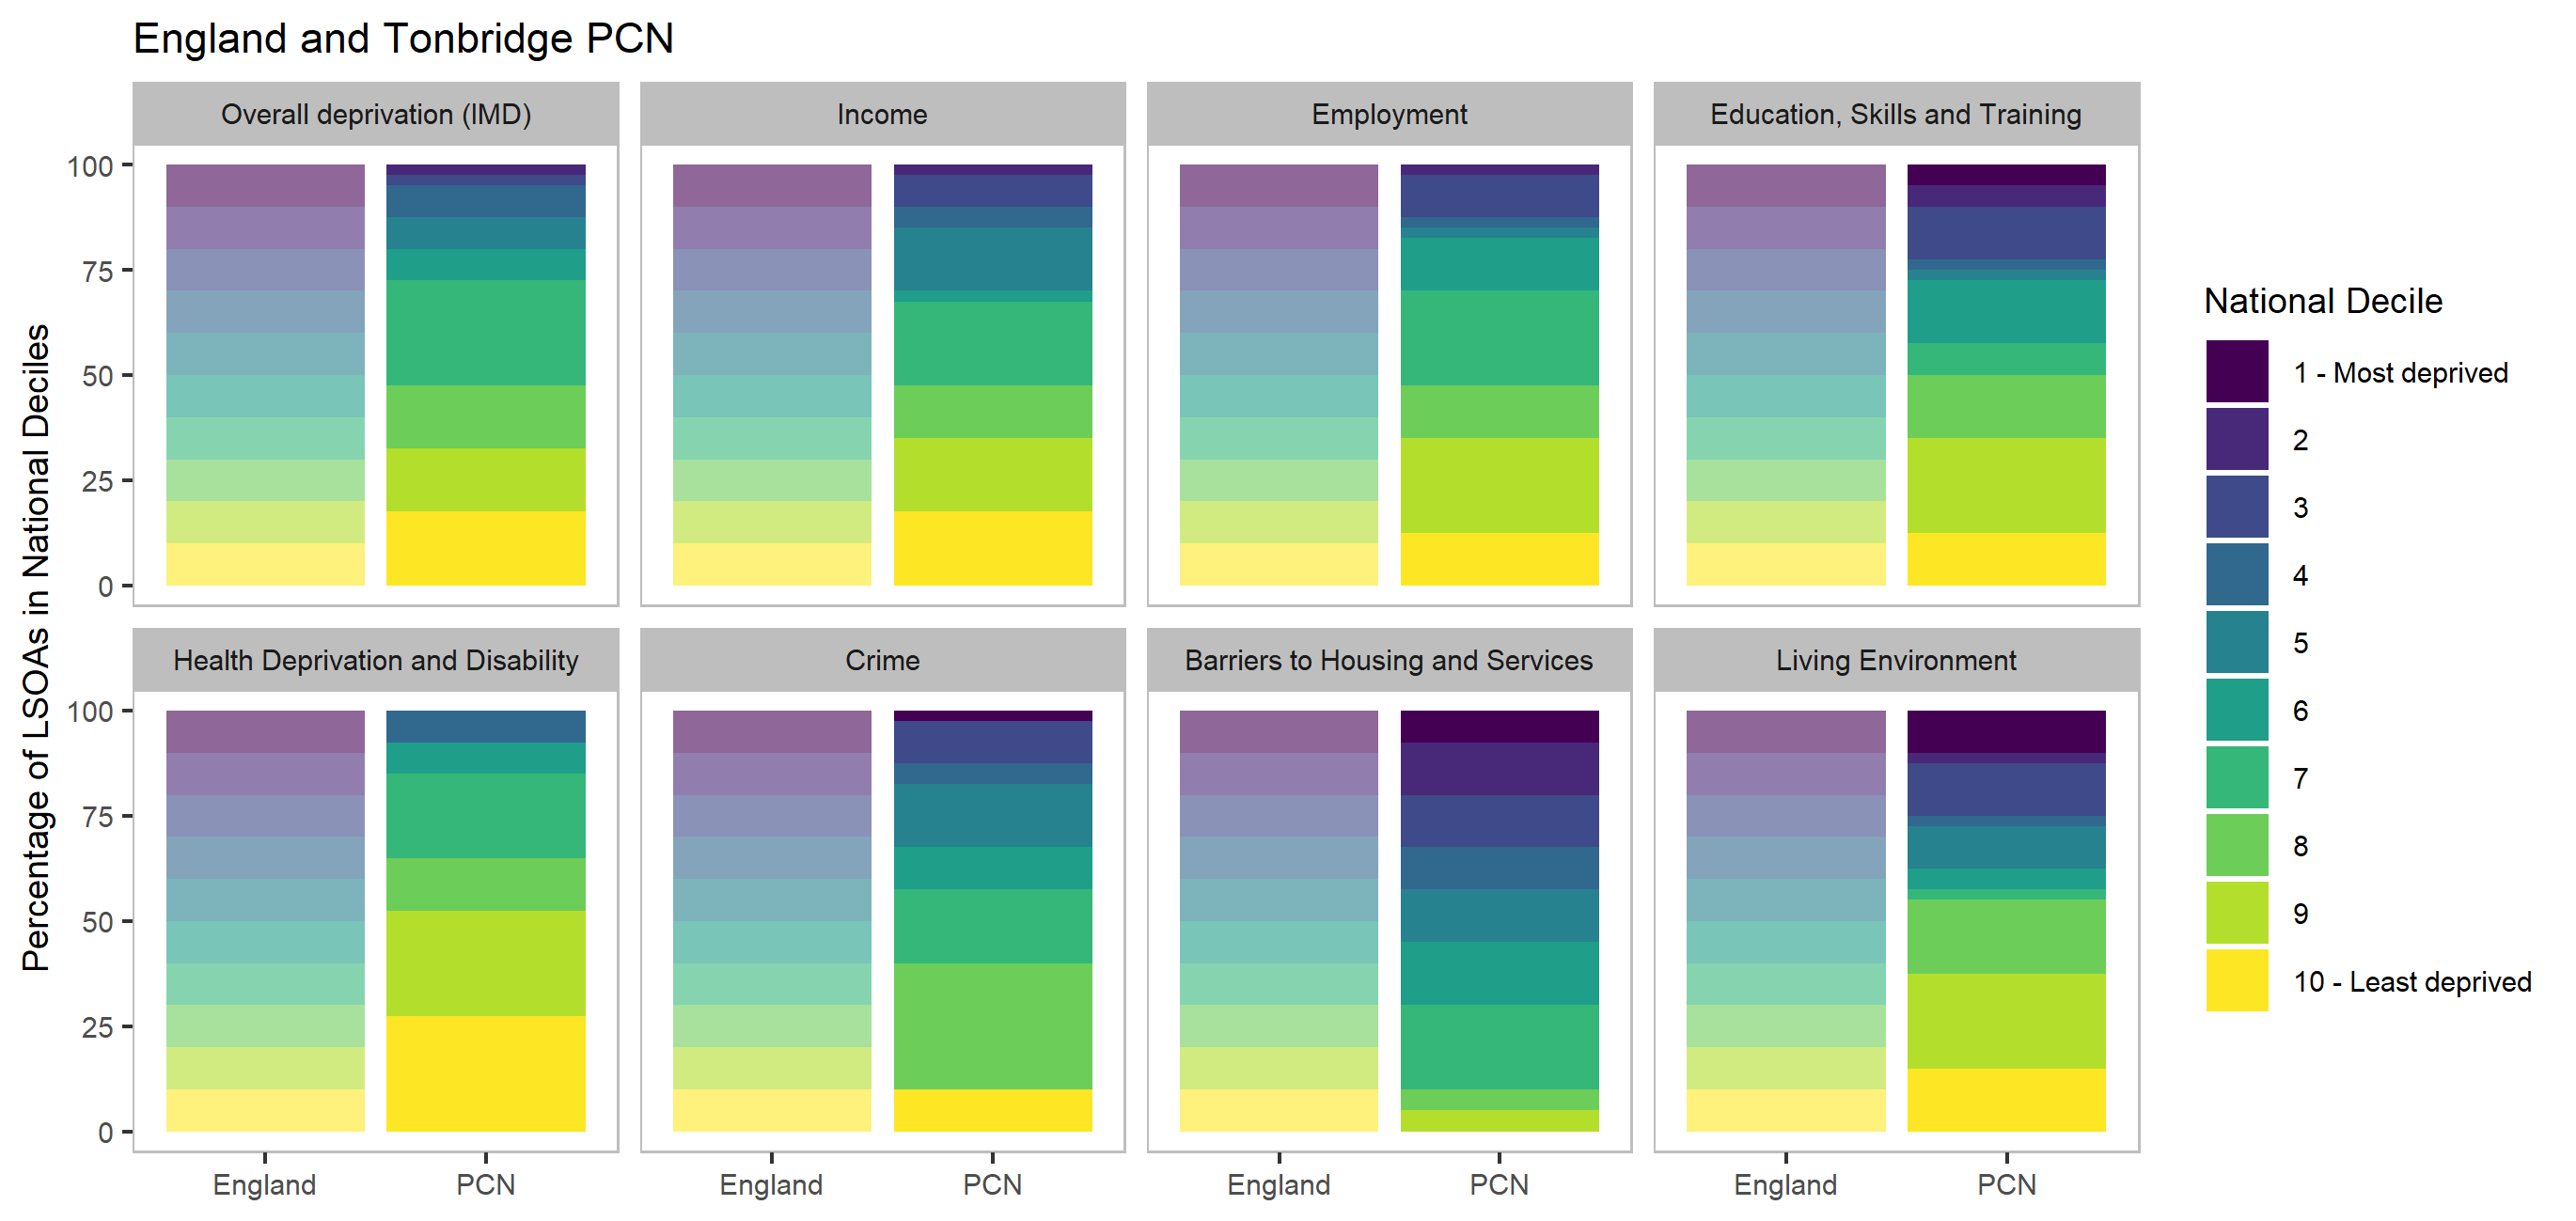 England and Tonbridge PCN
Overall deprivation (IMD)
Income
Employment
Education, Skills and Training
100
75
50
25
0
Health Deprivation and Disability
Crime
Barriers to Housing and Services
Living Environment
100
75
50
25
0
England
PCN
England
PCN
England
PCN
England
PCN
Percentage of LSOAs in National Deciles
National Decile
1 - Most deprived
2
3
4
5
6
7
8
9
10 - Least deprived